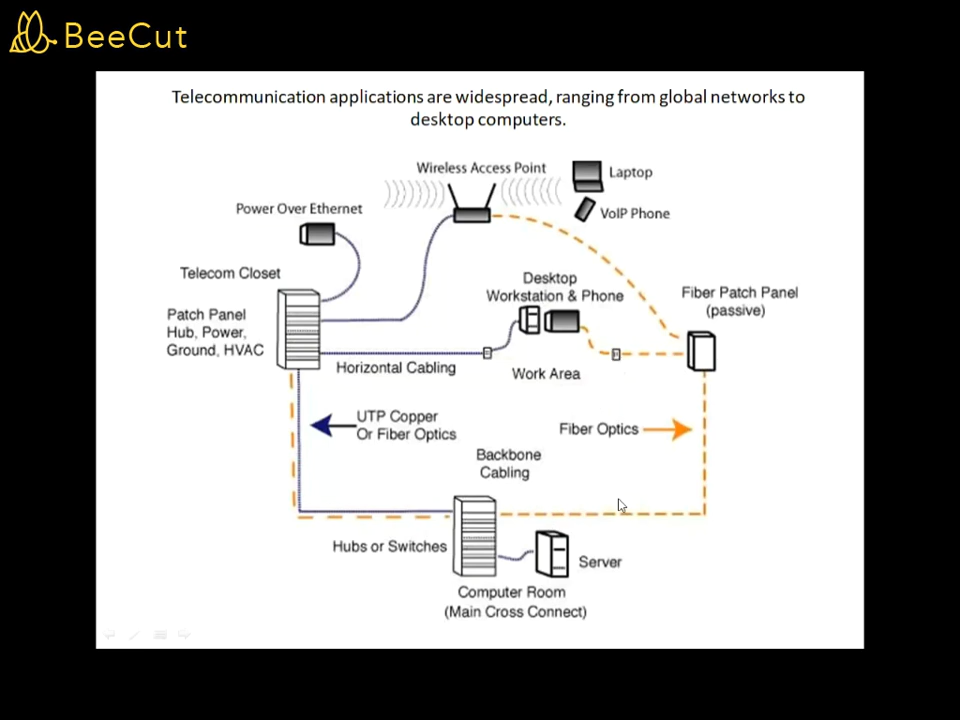 BeeCut
Telecommunication applications are widespread, ranging from global networks to
desktop computers.
Wireless Access Point
Laptop
VoIP Phone
Power Over Ethernet
Telecom Closet
Desktop
Workstation & Phone
Fiber Patch Panel
(passive)
Patch Panel
Hub, Power,
Ground, HVAC
Horizontal Cabling
Work Area
UTP Copper
Or Fiber Optics
Fiber Optics
Backbone
Cabling
Hubs or Switches
Server
Computer Room
(Main Cross Connect)